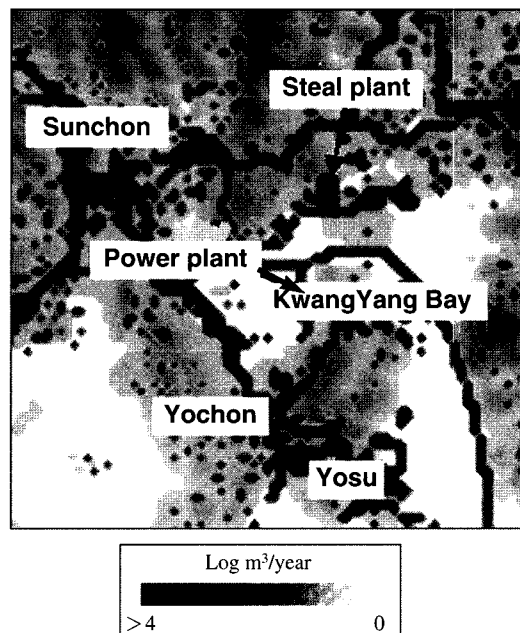 Steal plant
Sunchon
Power plant
KwangYang Bay
Yochon
Yosu
Log m³/year
>4 0